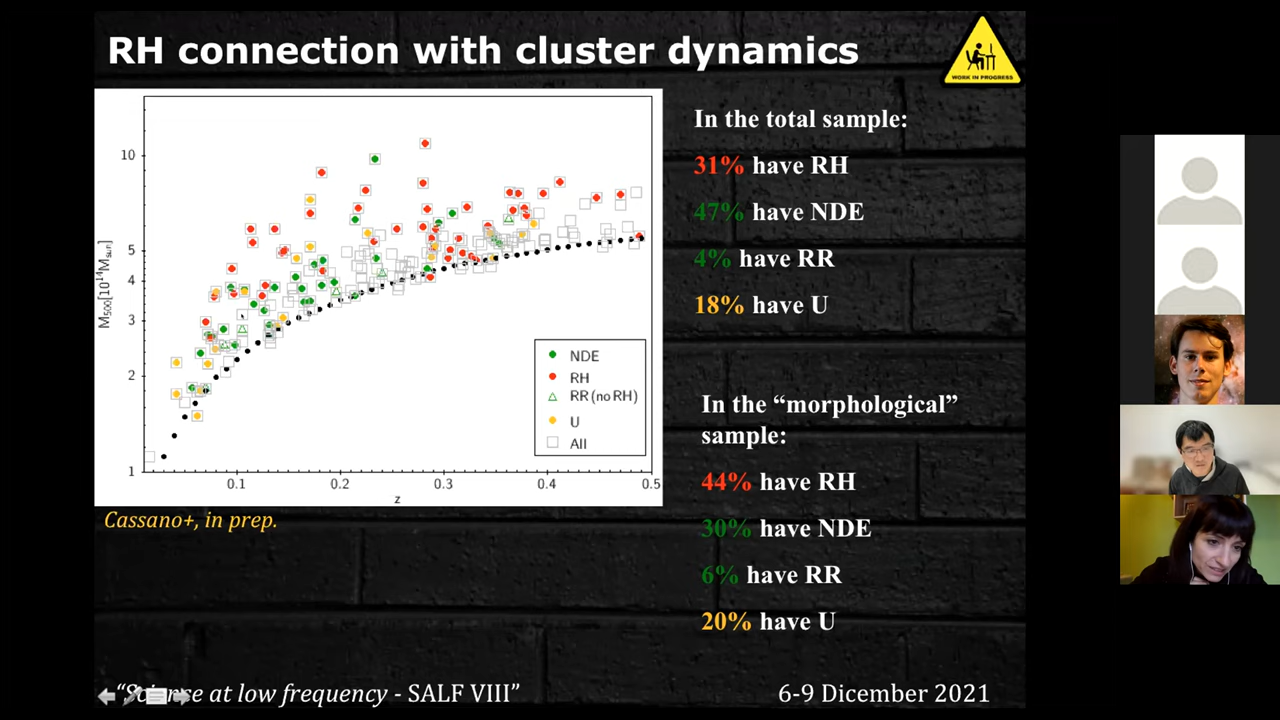 RH connection with cluster dynamics
WORK IN PROGRESS
M500[10^14 Msun]
10
5
4
3
2
1
0.1
0.2
0.3
0.4
0.5
z
NDE
RH
RR (no RH)
U
All
Cassano+, in prep.
In the total sample:
31% have RH
47% have NDE
4% have RR
18% have U
In the “morphological”
sample:
44% have RH
30% have NDE
6% have RR
20% have U
“Science at low frequency - SALF VIII”
6-9 Dicember 2021